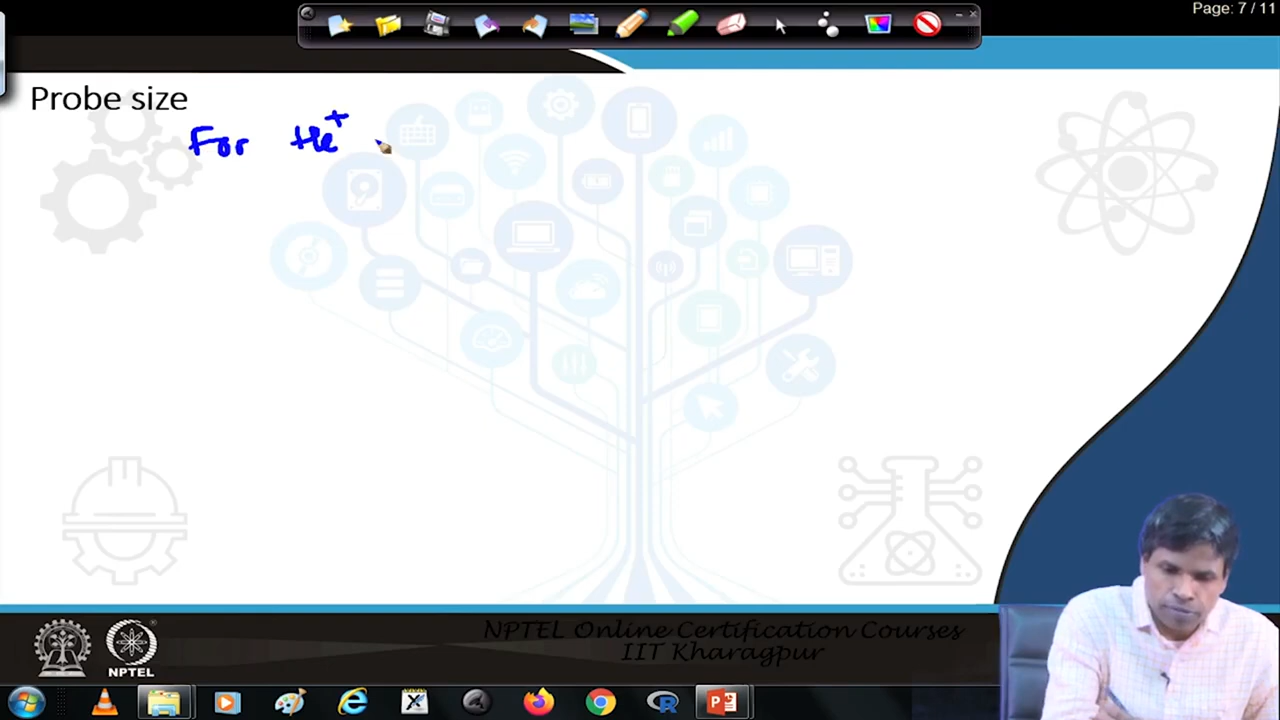 Page: 7 / 11
Probe size
For He+
NPTEL Online Certification Courses
IIT Kharagpur
NPTEL